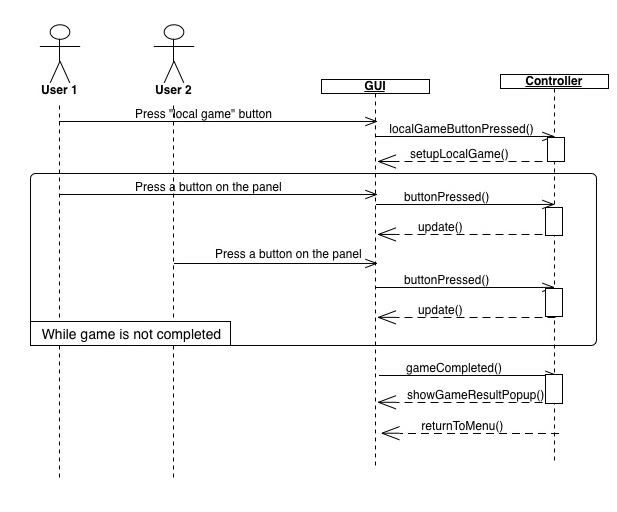 User 1
User 2
GUI
Controller
Press "local game" button
localGameButtonPressed()
setupLocalGame()
Press a button on the panel
buttonPressed()
update()
Press a button on the panel
buttonPressed()
update()
While game is not completed
gameCompleted()
showGameResultPopup()
returnToMenu()